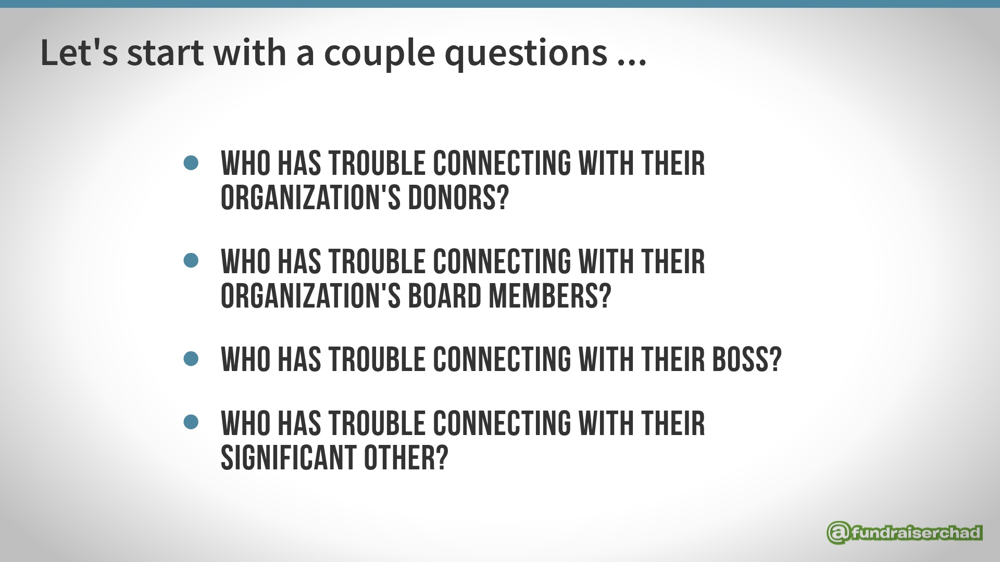 Let's start with a couple questions ...
WHO HAS TROUBLE CONNECTING WITH THEIR
ORGANIZATION'S DONORS?
WHO HAS TROUBLE CONNECTING WITH THEIR
ORGANIZATION'S BOARD MEMBERS?
WHO HAS TROUBLE CONNECTING WITH THEIR BOSS?
WHO HAS TROUBLE CONNECTING WITH THEIR
SIGNIFICANT OTHER?
@fundraiserchad